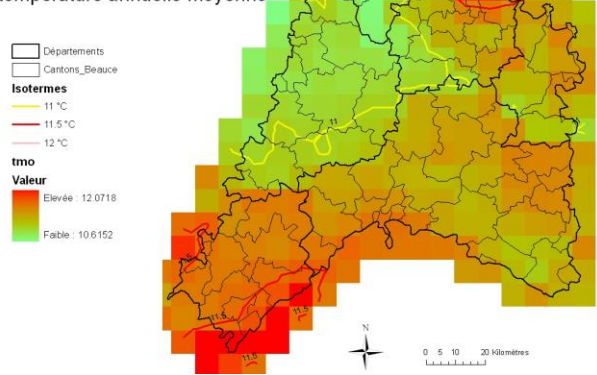 température annuelle moyenne
Départements
Cantons_Beauce
Isotermes
11 °C
11.5 °C
12 °C
tmo
Valeur
Elevée : 12.0718
Faible : 10.6152
11
11.5
11.5
11.5
N
0 5 10 20 Kilomètres